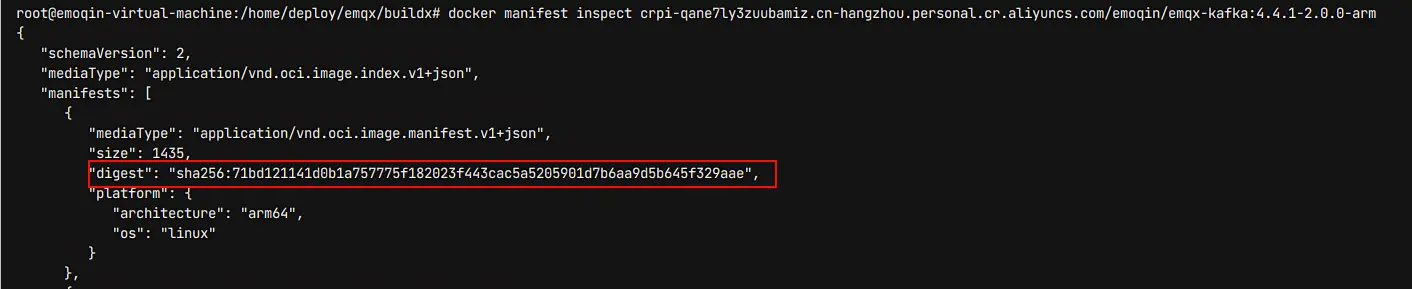 root@emoqin-virtual-machine:/home/deploy/emqx/buildx# docker manifest inspect crpi-qane7ly3zuubamiz.cn-hangzhou.personal.cr.aliyuncs.com/emoqin/emqx-kafka:4.4.1-2.0.0-arm
{
"schemaVersion": 2,
"mediaType": "application/vnd.oci.image.index.v1+json",
"manifests": [
{
"mediaType": "application/vnd.oci.image.manifest.v1+json",
"size": 1435,
"digest": "sha256:71bd121141d0b1a757775f182023f443cac5a5205901d7b6aa9d5b645f329aae",
"platform": {
"architecture": "arm64",
"os": "linux"
}
},